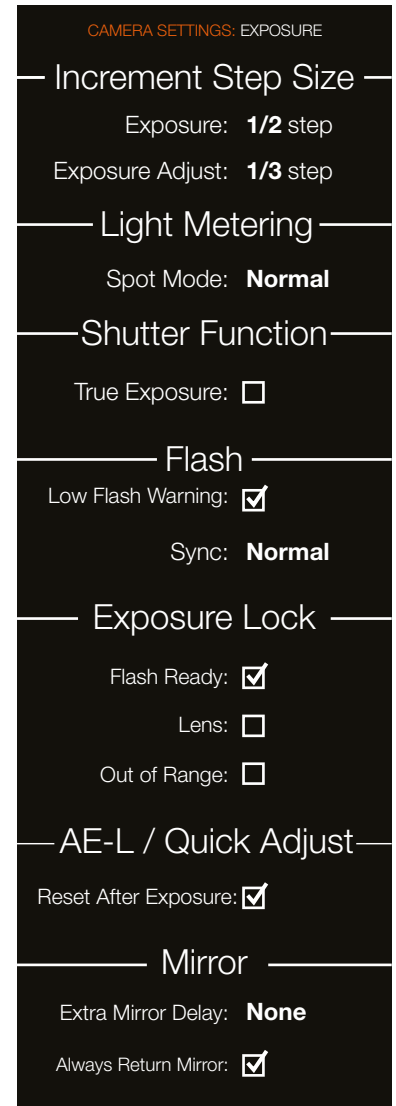 CAMERA SETTINGS: EXPOSURE
Increment Step Size
Exposure: 1/2 step
Exposure Adjust: 1/3 step
Light Metering
Spot Mode: Normal
Shutter Function
True Exposure:
Flash
Low Flash Warning:
Sync: Normal
Exposure Lock
Flash Ready:
Lens:
Out of Range:
AE-L / Quick Adjust
Reset After Exposure:
Mirror
Extra Mirror Delay: None
Always Return Mirror: